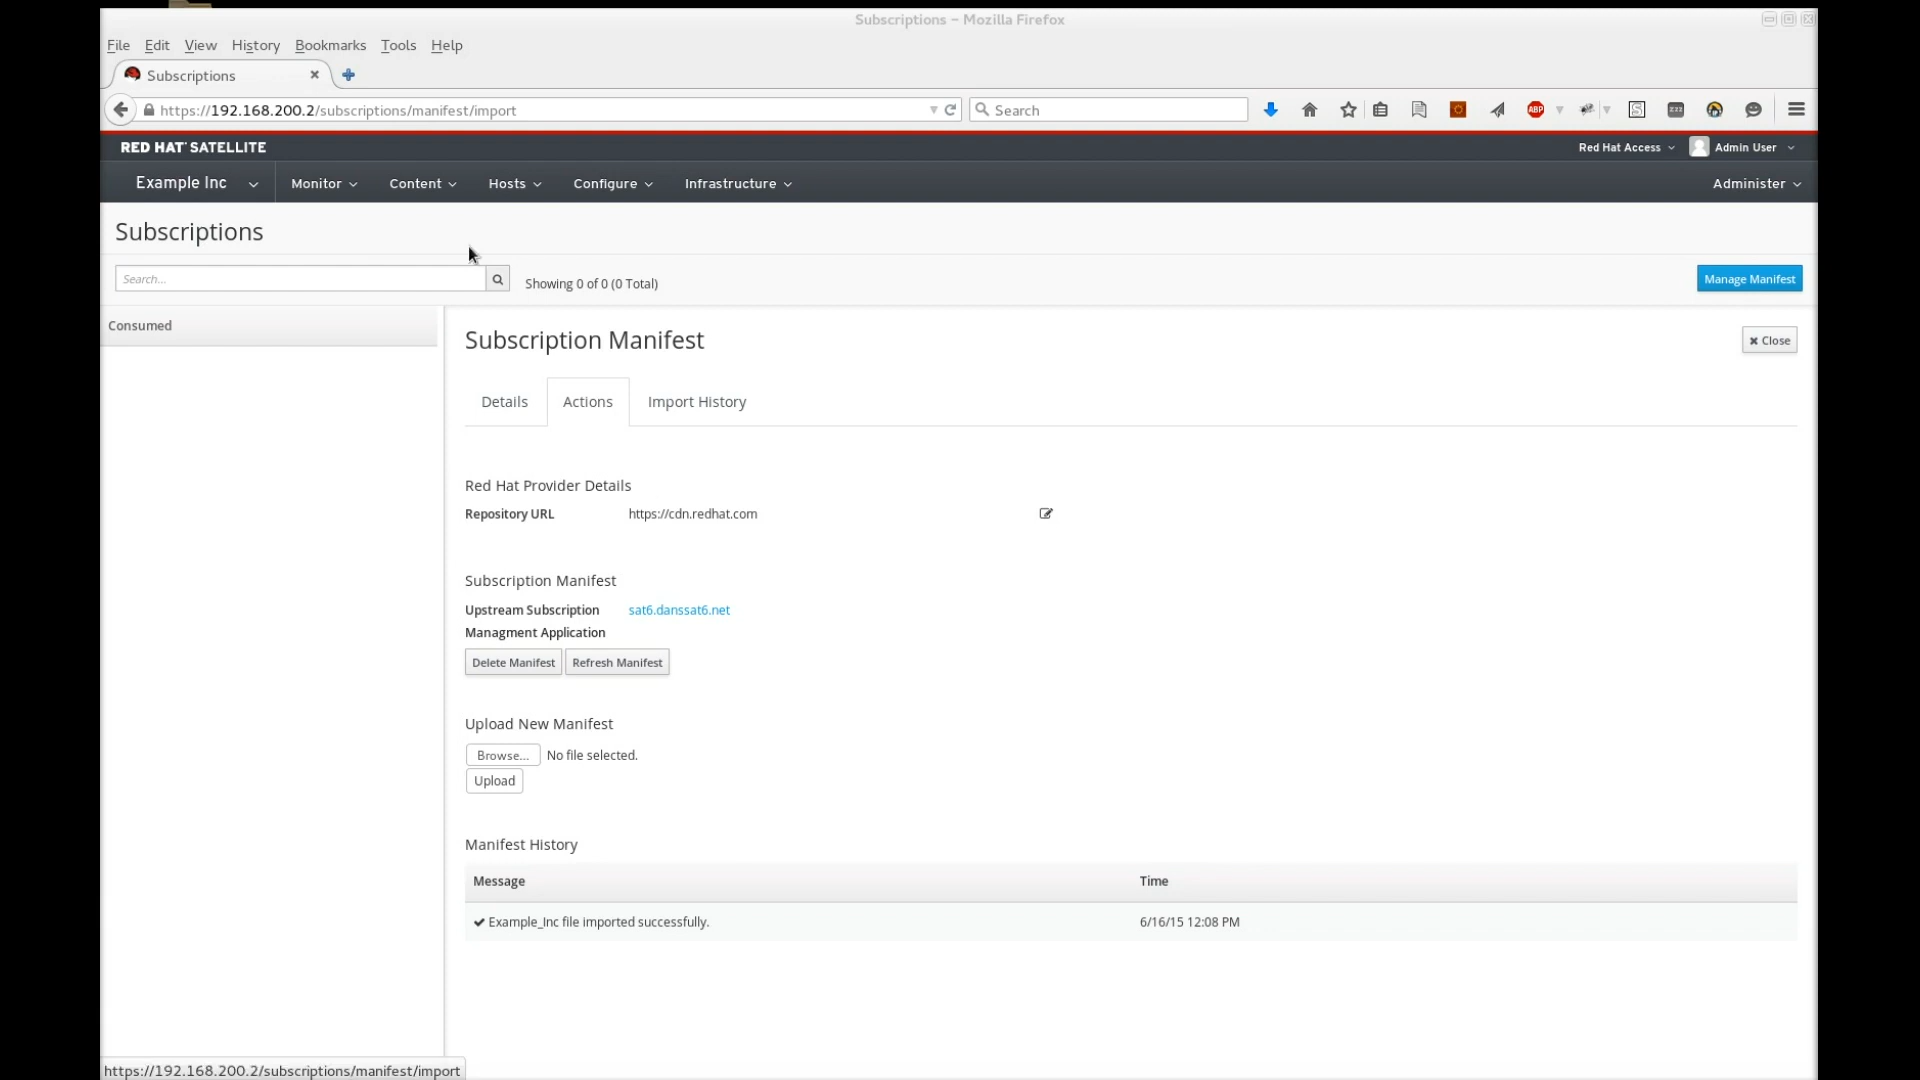 Subscriptions – Mozilla Firefox
File Edit View History Bookmarks Tools Help
Subscriptions
https://192.168.200.2/subscriptions/manifest/import
Search
ABP
zzz
RED HAT SATELLITE
Red Hat Access
Admin User
Example Inc
Monitor
Content
Hosts
Configure
Infrastructure
Administer
Subscriptions
Search...
Showing 0 of 0 (0 Total)
Manage Manifest
Consumed
Subscription Manifest
Close
Details
Actions
Import History
Red Hat Provider Details
Repository URL https://cdn.redhat.com
Subscription Manifest
Upstream Subscription sat6.danssat6.net
Managment Application
Delete Manifest Refresh Manifest
Upload New Manifest
Browse... No file selected.
Upload
Manifest History
Message Time
Example_Inc file imported successfully. 6/16/15 12:08 PM
https://192.168.200.2/subscriptions/manifest/import